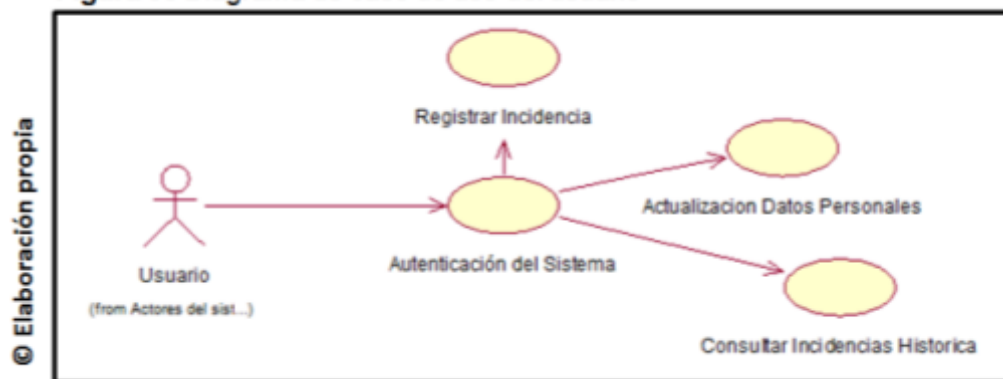 Registrar Incidencia
Actualizacion Datos Personales
Autenticación del Sistema
Usuario
(from Actores del sist...)
Consultar Incidencias Historica
© Elaboración propia